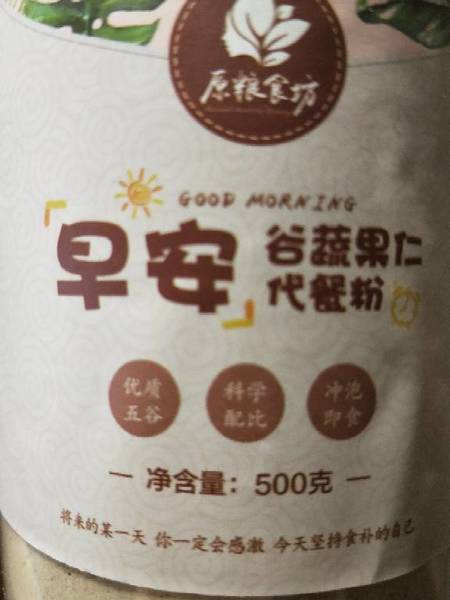 原粮食坊
GOOD MORNING
早安
谷蔬果仁
代餐粉
优质
五谷
科学
配比
冲泡
即食
净含量：500克
将来的某一天 你一定会感激 今天坚持食补的自己